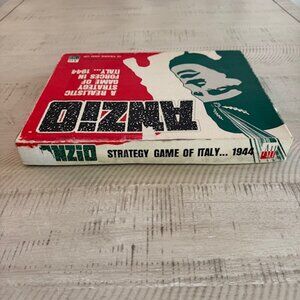 A REALISTIC
STRATEGY
GAME OF
FORCES IN
ITALY... 1944
ANZIO
ANZIO STRATEGY GAME OF ITALY... 1944